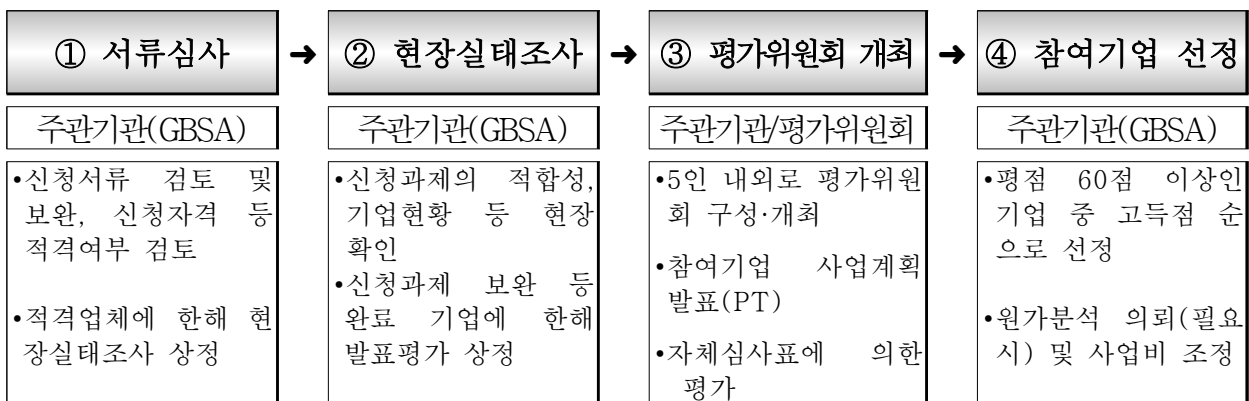 ① 서류심사 ➜ ② 현장실태조사 ➜ ③ 평가위원회 개최 ➜ ④ 참여기업 선정
주관기관(GBSA)
주관기관(GBSA)
주관기관/평가위원회
주관기관(GBSA)
•신청서류 검토 및
보완, 신청자격 등
적격여부 검토
•적격업체에 한해 현
장실태조사 상정
•신청과제의 적합성,
기업현황 등 현장
확인
•신청과제 보완 등
완료 기업에 한해
발표평가 상정
•5인 내외로 평가위원
회 구성·개최
•참여기업 사업계획
발표(PT)
•자체심사표에 의한
평가
•평점 60점 이상인
기업 중 고득점 순
으로 선정
•원가분석 의뢰(필요
시) 및 사업비 조정